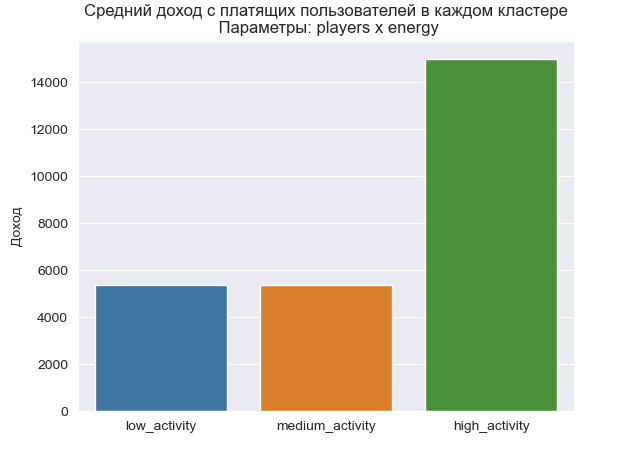 Средний доход с платящих пользователей в каждом кластере
Параметры: players x energy
Доход
14000
12000
10000
8000
6000
4000
2000
0
low_activity
medium_activity
high_activity